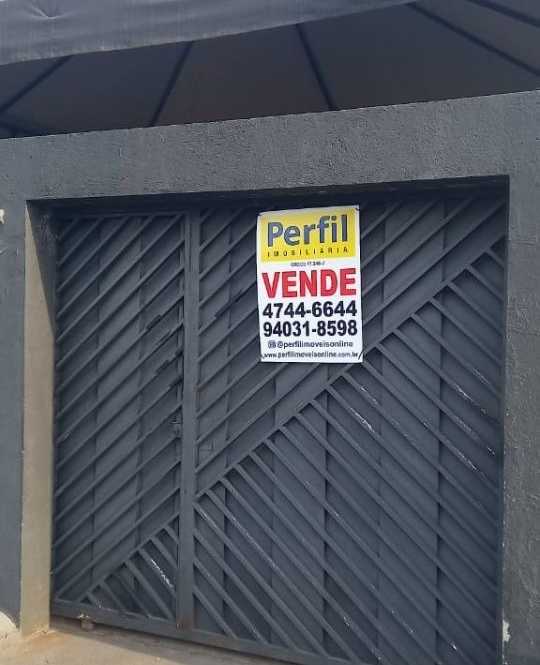 Perfil
IMOBILIÁRIA
VENDE
4744-6644
94031-8598
@perfilimoveisonline
www.perfilimoveisonline.com.br